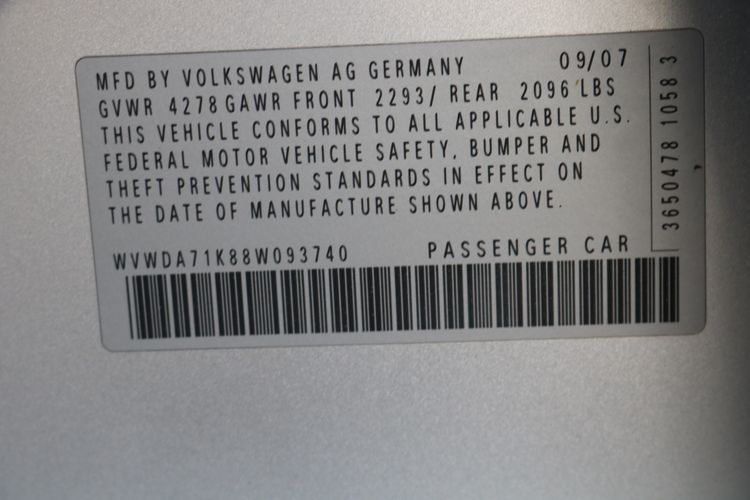 MFD BY VOLKSWAGEN AG GERMANY 09/07
GVWR 4278 GAWR FRONT 2293/ REAR 2096 LBS
THIS VEHICLE CONFORMS TO ALL APPLICABLE U.S.
FEDERAL MOTOR VEHICLE SAFETY, BUMPER AND
THEFT PREVENTION STANDARDS IN EFFECT ON
THE DATE OF MANUFACTURE SHOWN ABOVE.
WVWDA71K88W093740 PASSENGER CAR
3650478 10583